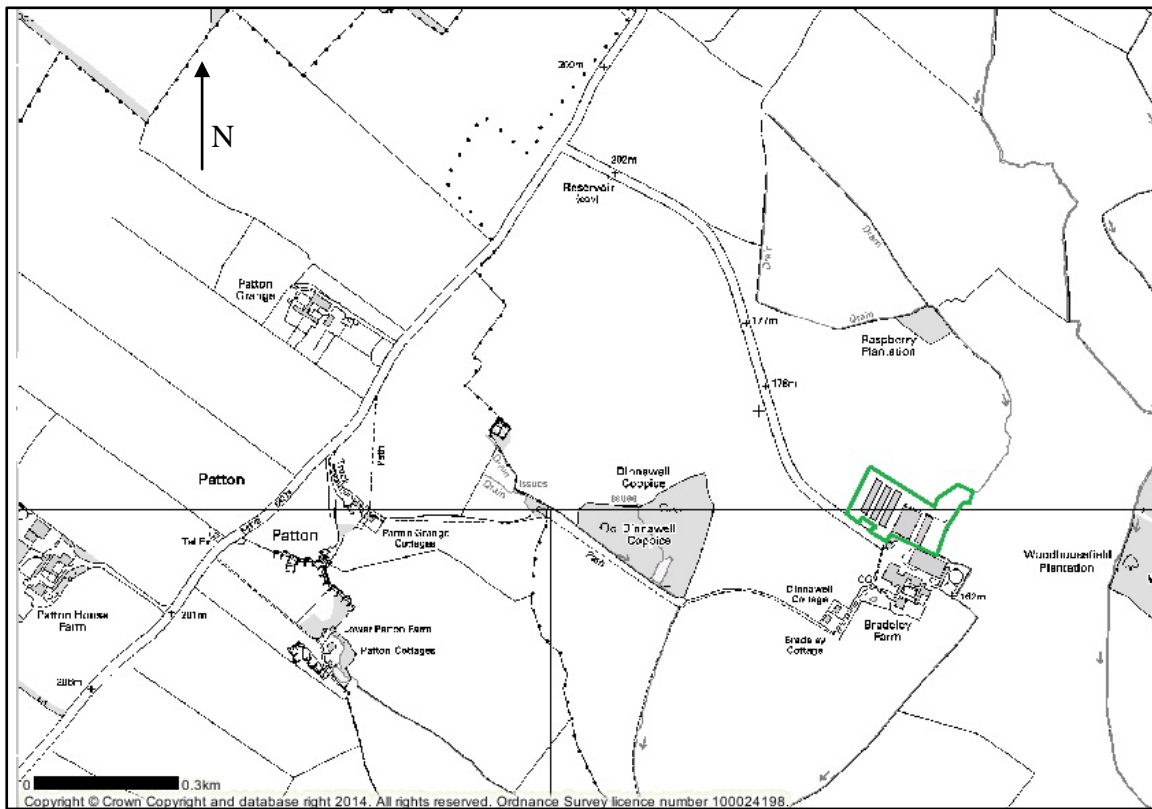 200m
N
202m
Reservoir
(cov)
Drain
Drain
Patton
Grange
177m
Drain
Raspberry
Plantation
176m
Path
Track
Drain
Drain
Issues
Dinnawell
Coppice
Issues
Patton
Dinnawell
Coppice
Patton
Patton Grange
Cottages
Path
Woodhousefield
Plantation
Dinnawell
Cottage
162m
Patton House
Farm
201m
Lower Patton Farm
Bradeley
Farm
Bradeley
Cottage
Patton Cottages
206m
0
0.3km
Copyright © Crown Copyright and database right 2014. All rights reserved. Ordnance Survey licence number 100024198.